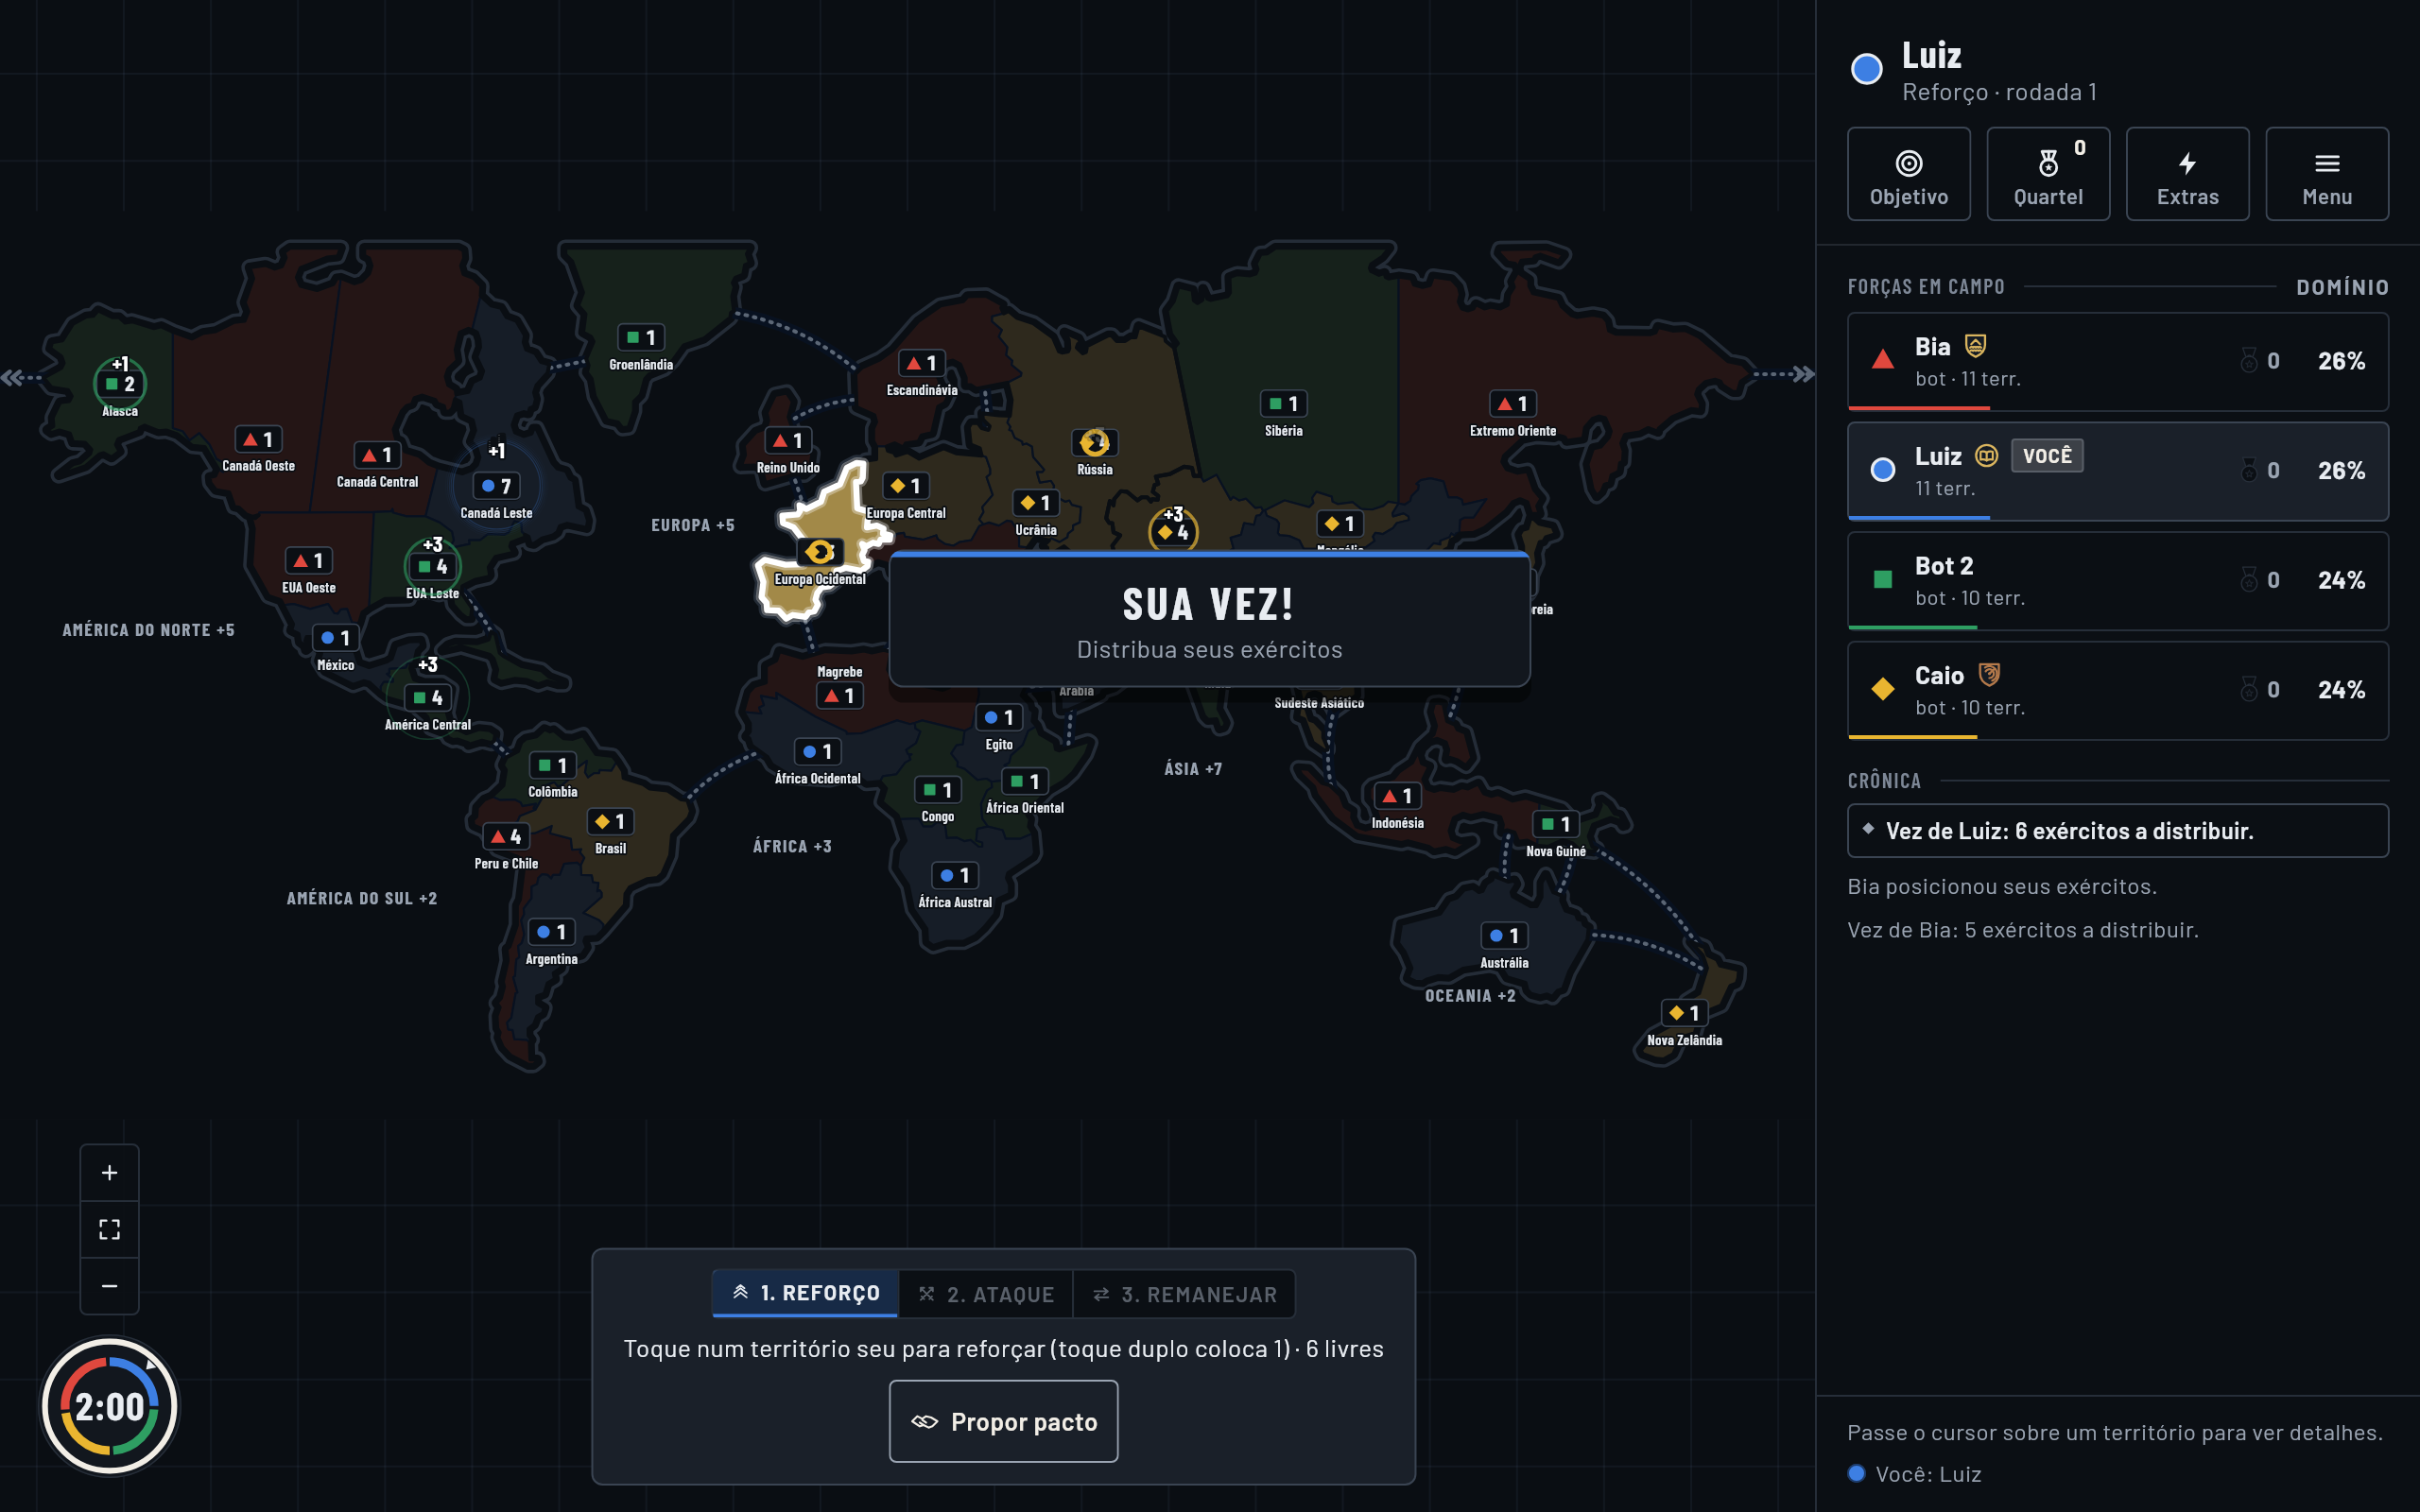 Luiz
Reforço · rodada 1
Objetivo
0
Quartel
Extras
Menu
FORÇAS EM CAMPO
DOMÍNIO
Bia
bot · 11 terr.
0
26%
Luiz
VOCÊ
11 terr.
0
26%
Bot 2
bot · 10 terr.
0
24%
Caio
bot · 10 terr.
0
24%
CRÔNICA
Vez de Luiz: 6 exércitos a distribuir.
Bia posicionou seus exércitos.
Vez de Bia: 5 exércitos a distribuir.
Passe o cursor sobre um território para ver detalhes.
Você: Luiz
+1
2
Alasca
1
Canadá Oeste
1
Canadá Central
+1
7
Canadá Leste
1
Groenlândia
1
EUA Oeste
+3
4
EUA Leste
1
México
+3
4
América Central
AMÉRICA DO NORTE +5
1
Colômbia
1
Brasil
4
Peru e Chile
1
Argentina
AMÉRICA DO SUL +2
1
Escandinávia
1
Reino Unido
1
Europa Central
1
Ucrânia
Rússia
Europa Ocidental
EUROPA +5
Magrebe
1
1
África Ocidental
1
Egito
1
Congo
1
África Oriental
1
África Austral
ÁFRICA +3
1
Sibéria
1
Extremo Oriente
+3
4
1
Arábia
Sudeste Asiático
ÁSIA +7
1
Indonésia
1
Nova Guiné
1
Austrália
OCEANIA +2
1
Nova Zelândia
SUA VEZ!
Distribua seus exércitos
+
−
2:00
1. REFORÇO
2. ATAQUE
3. REMANEJAR
Toque num território seu para reforçar (toque duplo coloca 1) · 6 livres
Propor pacto